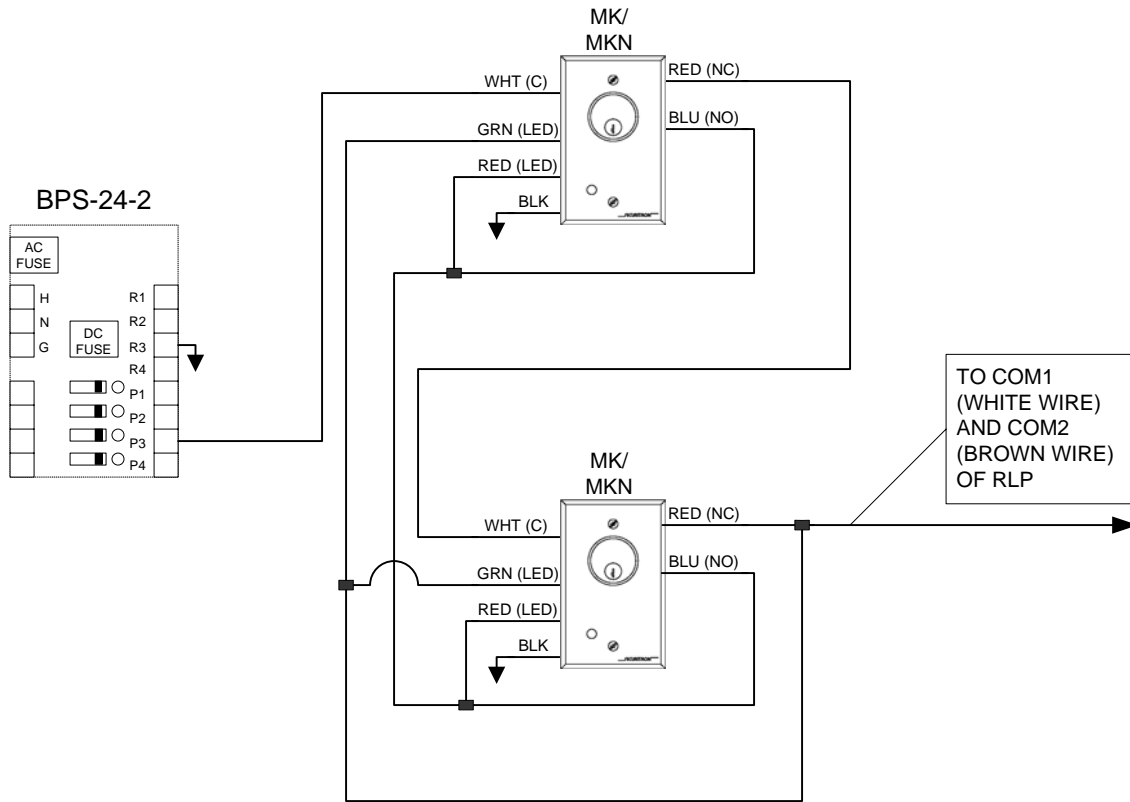 MK/
MKN
WHT (C)
RED (NC)
GRN (LED)
BLU (NO)
RED (LED)
BLK
SECURITRON
BPS-24-2
AC
FUSE
H
R1
N
R2
DC
FUSE
G
R3
R4
P1
P2
P3
P4
TO COM1
(WHITE WIRE)
AND COM2
(BROWN WIRE)
OF RLP
MK/
MKN
WHT (C)
RED (NC)
GRN (LED)
BLU (NO)
RED (LED)
BLK
SECURITRON